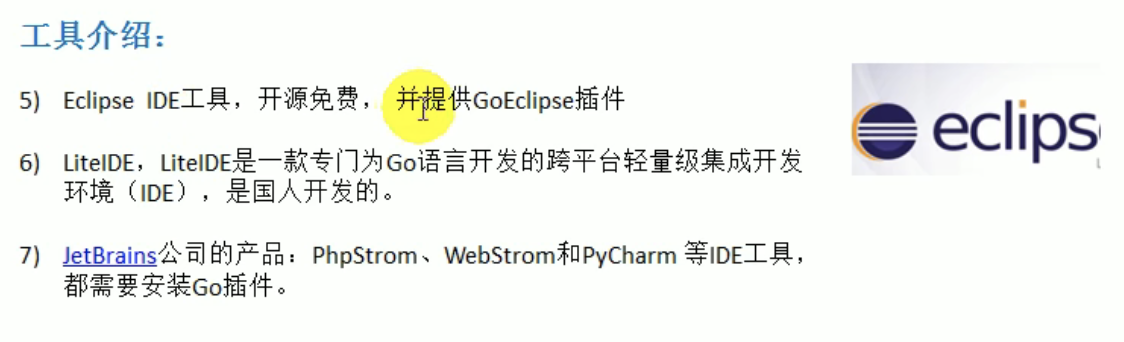 工具介绍：
5) Eclipse IDE工具，开源免费， 并提供GoEclipse插件
eclips
6) LiteIDE，LiteIDE是一款专门为Go语言开发的跨平台轻量级集成开发
环境（IDE），是国人开发的。
7) JetBrains公司的产品：PhpStrom、WebStrom和PyCharm 等IDE工具，
都需要安装Go插件。